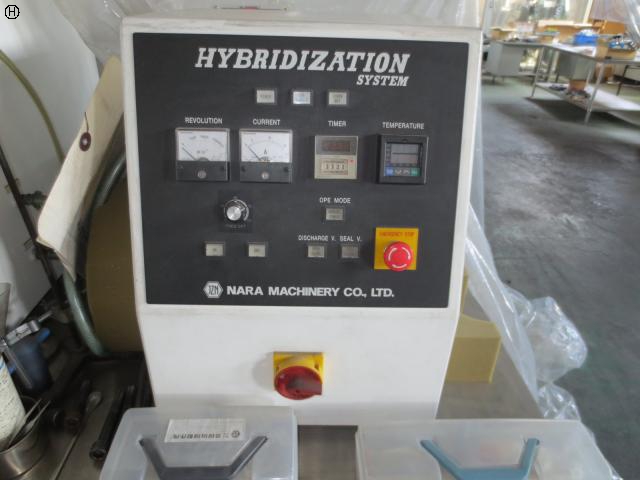 HYBRIDIZATION
SYSTEM
REVOLUTION CURRENT TIMER TEMPERATURE
A
OPE MODE
DISCHARGE V. SEAL V.
EMERGENCY STOP
NARA MACHINERY CO., LTD.